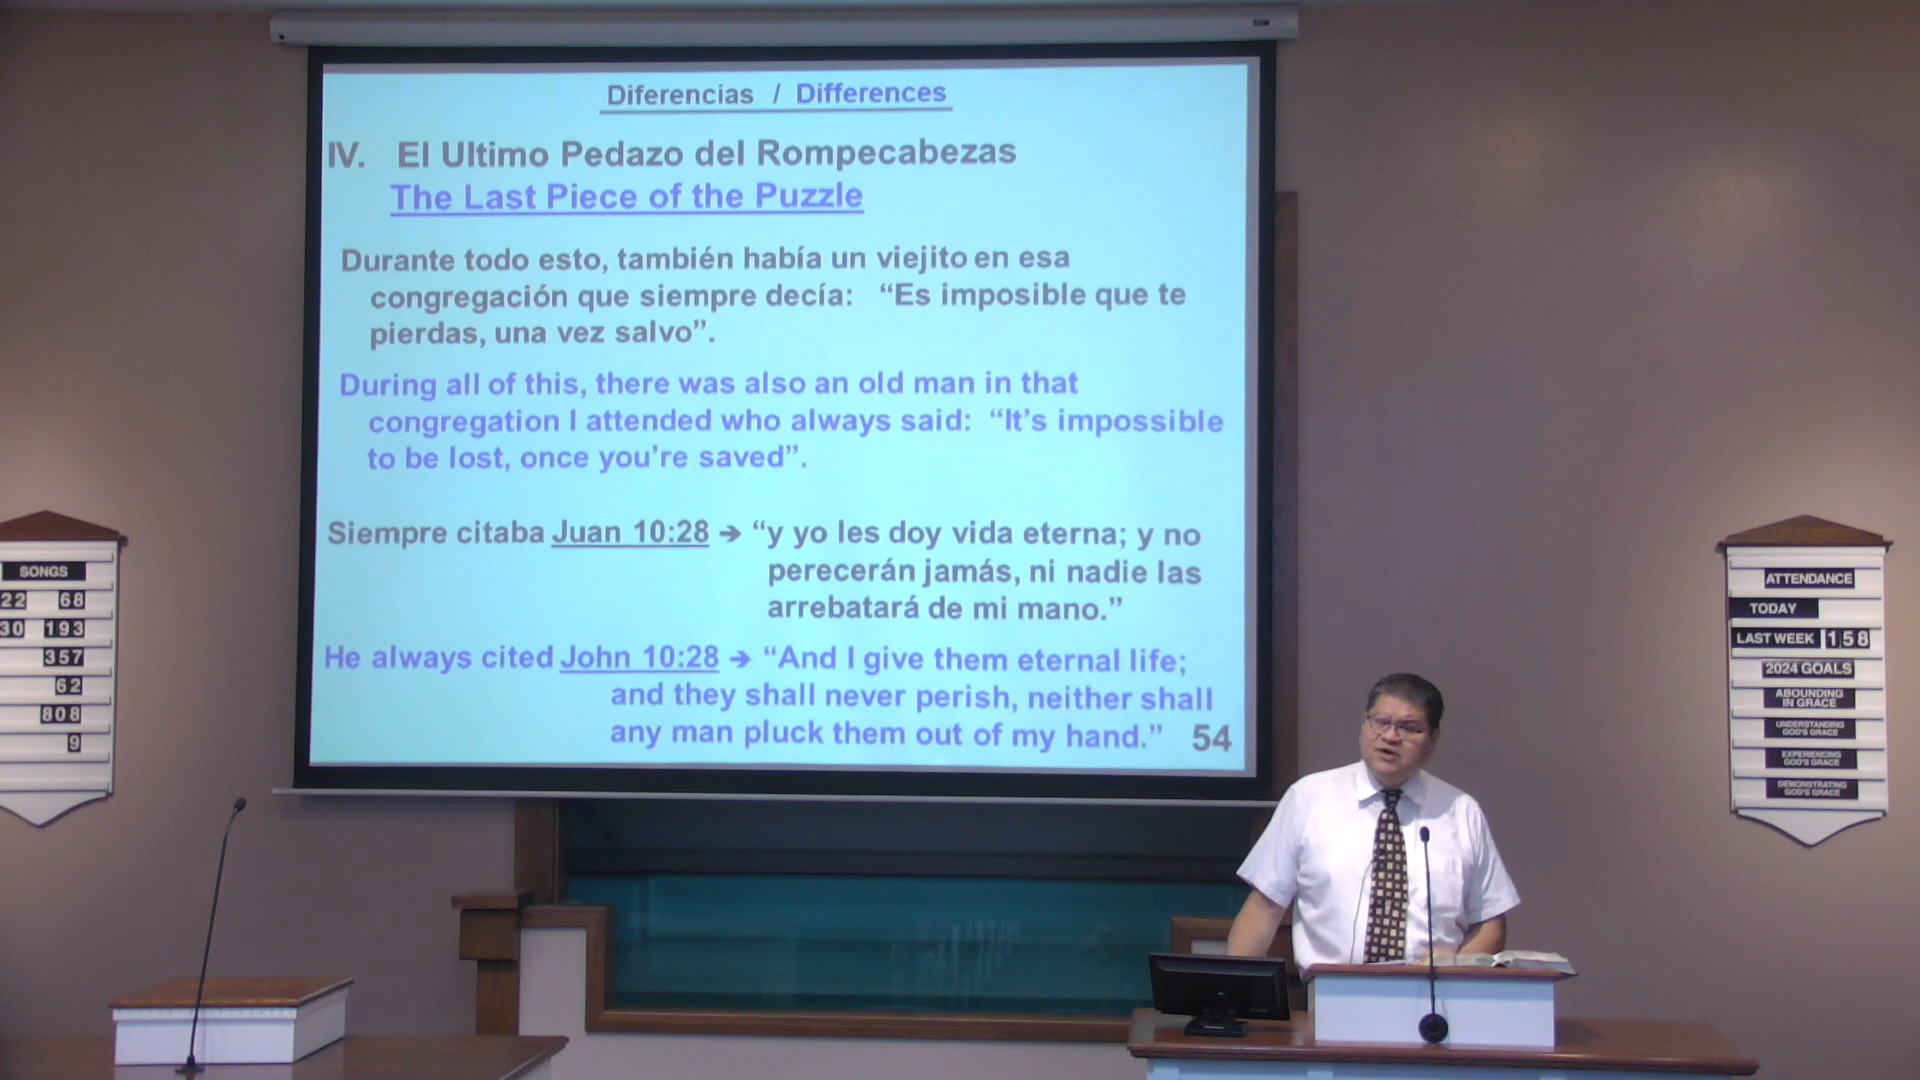 Diferencias / Differences
IV. El Ultimo Pedazo del Rompecabezas
The Last Piece of the Puzzle
Durante todo esto, también había un viejito en esa
congregación que siempre decía: “Es imposible que te
pierdas, una vez salvo”.
During all of this, there was also an old man in that
congregation I attended who always said: “It’s impossible
to be lost, once you’re saved”.
Siempre citaba Juan 10:28 → “y yo les doy vida eterna; y no
perecerán jamás, ni nadie las
arrebatará de mi mano.”
He always cited John 10:28 → “And I give them eternal life;
and they shall never perish, neither shall
any man pluck them out of my hand.” 54
SONGS
22 68
30 193
357
62
808
9
ATTENDANCE
TODAY
LAST WEEK 158
2024 GOALS
ABOUNDING
IN GRACE
UNDERSTANDING
GOD'S GRACE
EXPERIENCING
GOD'S GRACE
DEMONSTRATING
GOD'S GRACE